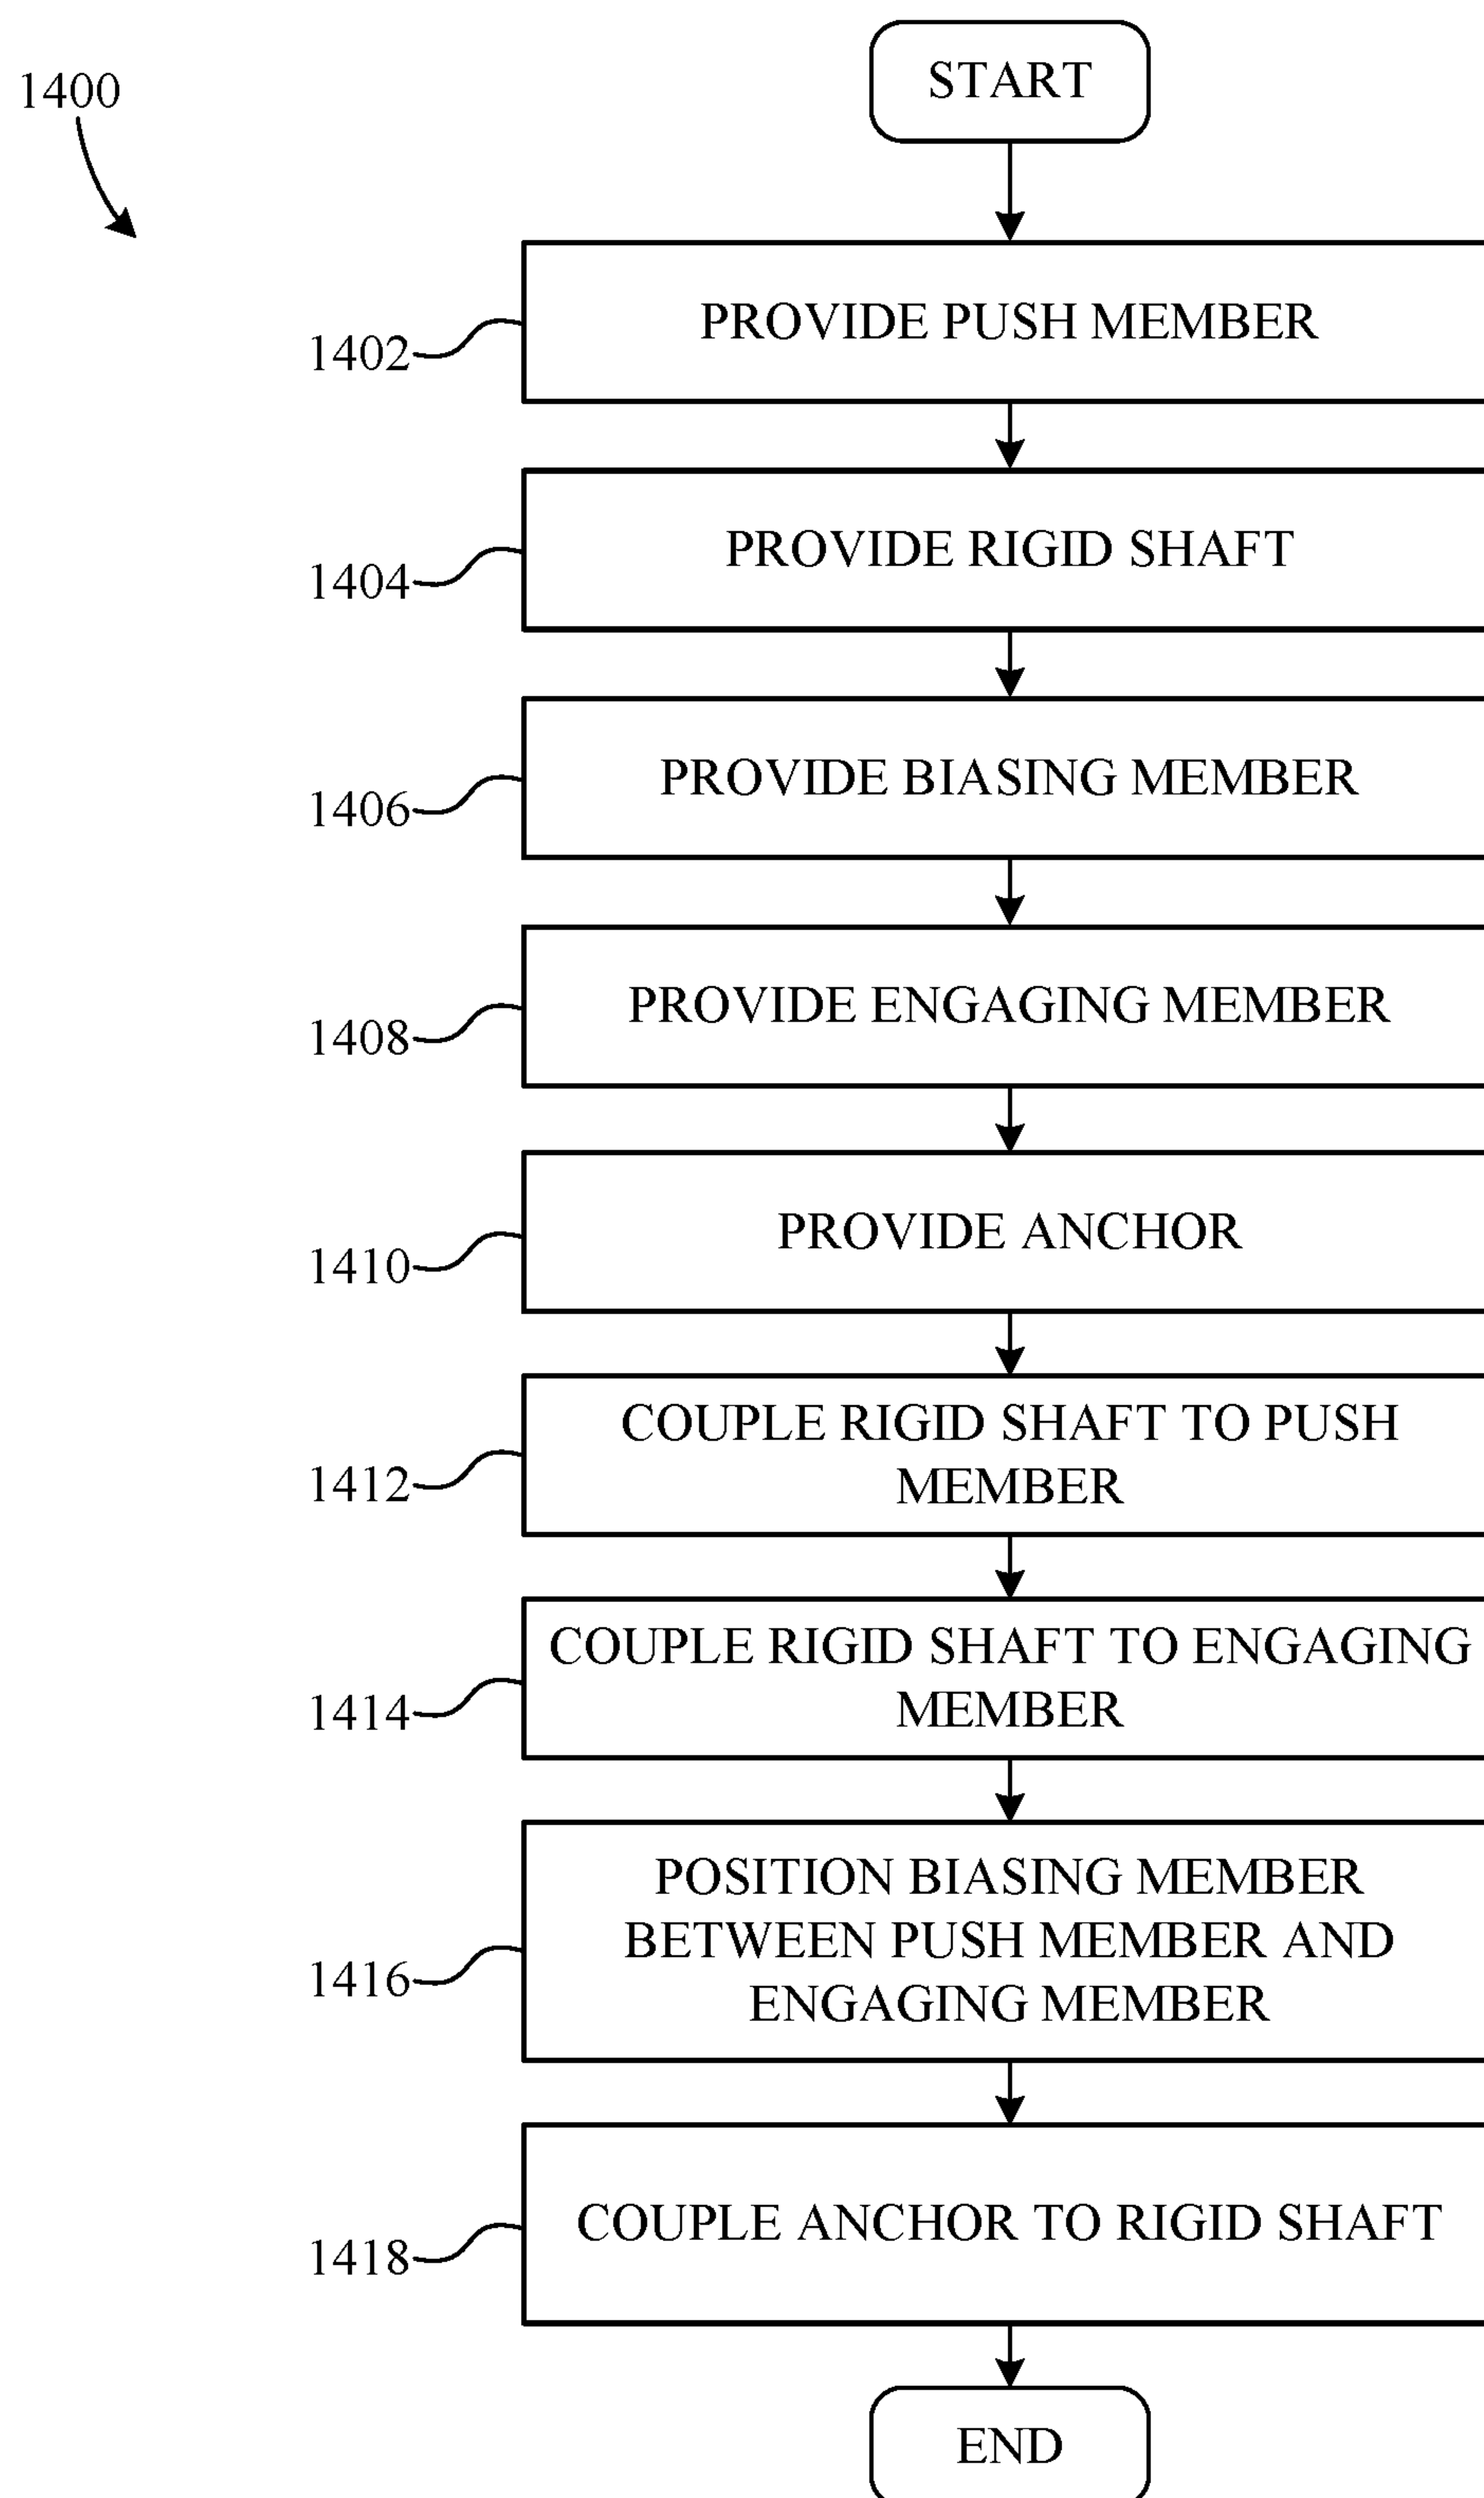 START
1400
PROVIDE PUSH MEMBER
1402
PROVIDE RIGID SHAFT
1404
PROVIDE BIASING MEMBER
1406
PROVIDE ENGAGING MEMBER
1408
PROVIDE ANCHOR
1410
COUPLE RIGID SHAFT TO PUSH
MEMBER
1412
COUPLE RIGID SHAFT TO ENGAGING
MEMBER
1414
POSITION BIASING MEMBER
BETWEEN PUSH MEMBER AND
ENGAGING MEMBER
1416
COUPLE ANCHOR TO RIGID SHAFT
1418
END